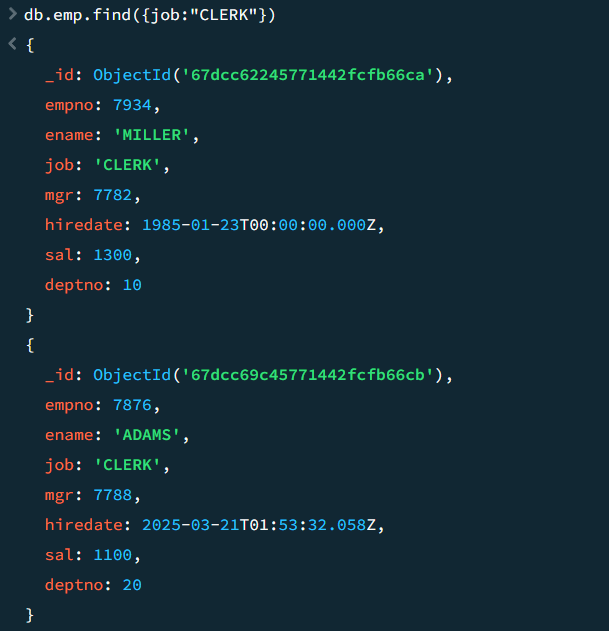 > db.emp.find({job:"CLERK"})
< {
_id: ObjectId('67dcc62245771442fcfb66ca'),
empno: 7934,
ename: 'MILLER',
job: 'CLERK',
mgr: 7782,
hiredate: 1985-01-23T00:00:00.000Z,
sal: 1300,
deptno: 10
}
{
_id: ObjectId('67dcc69c45771442fcfb66cb'),
empno: 7876,
ename: 'ADAMS',
job: 'CLERK',
mgr: 7788,
hiredate: 2025-03-21T01:53:32.058Z,
sal: 1100,
deptno: 20
}